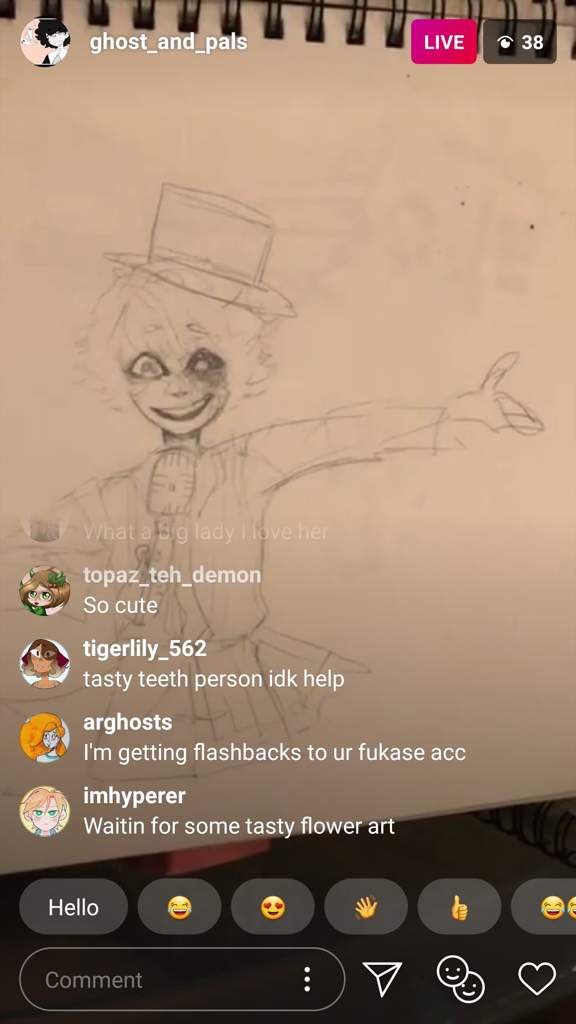 ghost_and_pals
LIVE
38
What a big lady I love her
topaz_teh_demon
So cute
tigerlily_562
tasty teeth person idk help
arghosts
I'm getting flashbacks to ur fukase acc
imhyperer
Waitin for some tasty flower art
Hello
Comment